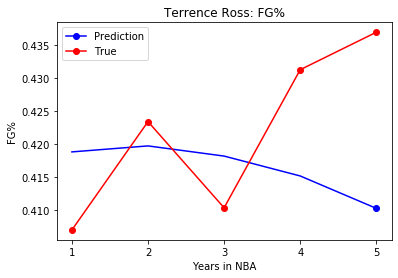 Terrence Ross: FG%
Prediction
True
0.435
0.430
0.425
0.420
0.415
0.410
FG%
1 2 3 4 5
Years in NBA